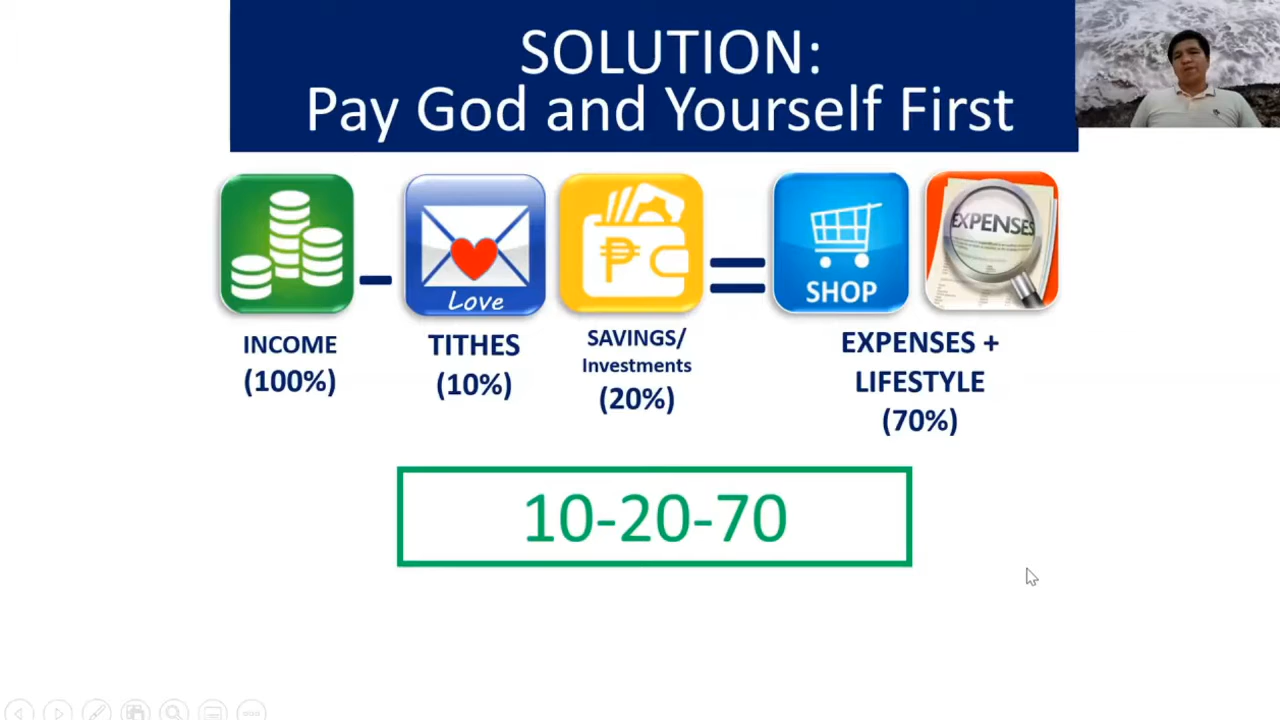 SOLUTION:
Pay God and Yourself First
Love
₱
SHOP
EXPENSES
INCOME
(100%)
TITHES
(10%)
SAVINGS/
Investments
(20%)
EXPENSES +
LIFESTYLE
(70%)
10-20-70